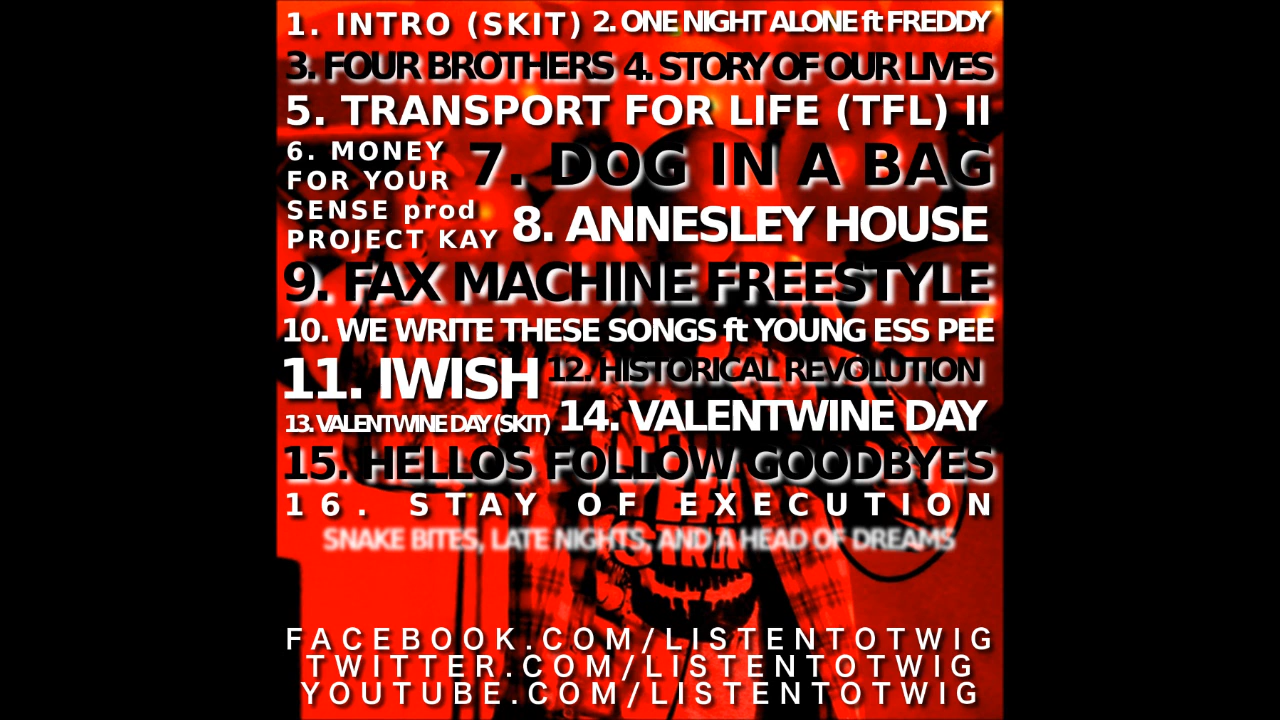 1. INTRO (SKIT) 2. ONE NIGHT ALONE ft FREDDY
3. FOUR BROTHERS 4. STORY OF OUR LIVES
5. TRANSPORT FOR LIFE (TFL) II
6. MONEY
FOR YOUR
SENSE prod
PROJECT KAY
7. DOG IN A BAG
8. ANNESLEY HOUSE
9. FAX MACHINE FREESTYLE
10. WE WRITE THESE SONGS ft YOUNG ESS PEE
11. IWISH 12. HISTORICAL REVOLUTION
13. VALENTWINE DAY (SKIT) 14. VALENTWINE DAY
15. HELLOS FOLLOW GOODBYES
16. STAY OF EXECUTION
SNAKE BITES, LATE NIGHTS, AND A HEAD OF DREAMS
FACEBOOK.COM/LISTENTOTWIG
TWITTER.COM/LISTENTOTWIG
YOUTUBE.COM/LISTENTOTWIG